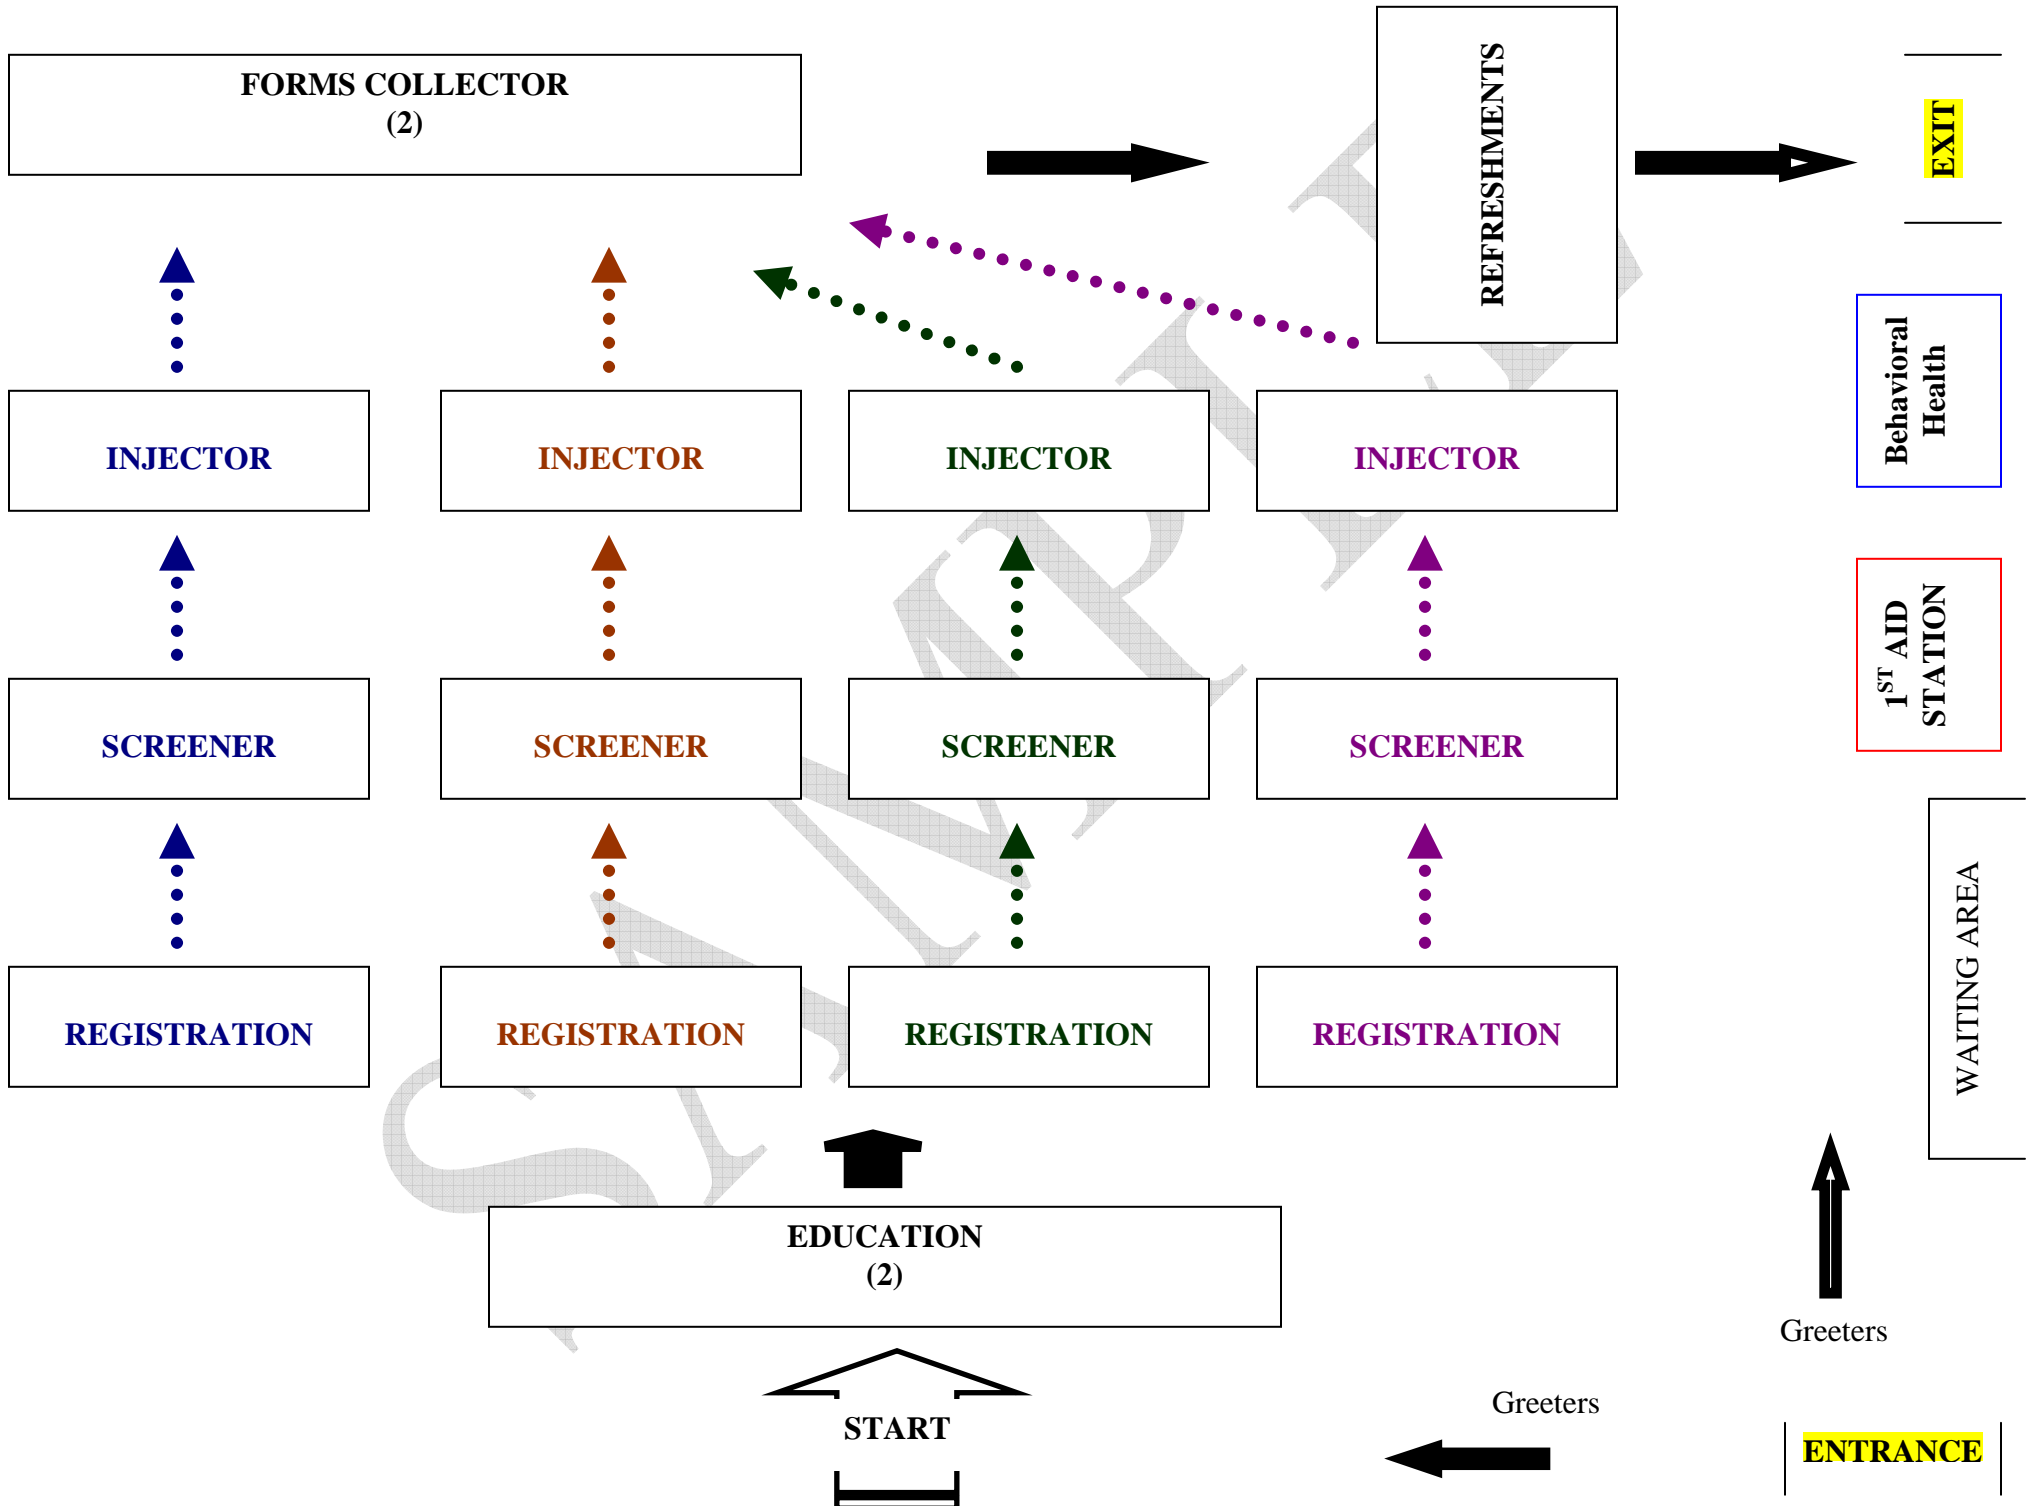 FORMS COLLECTOR
(2)
REFRESHMENTS
EXIT
Behavioral
Health
INJECTOR
INJECTOR
INJECTOR
INJECTOR
1ST AID
STATION
SCREENER
SCREENER
SCREENER
SCREENER
WAITING AREA
REGISTRATION
REGISTRATION
REGISTRATION
REGISTRATION
EDUCATION
(2)
Greeters
START
Greeters
ENTRANCE
SAMPLE